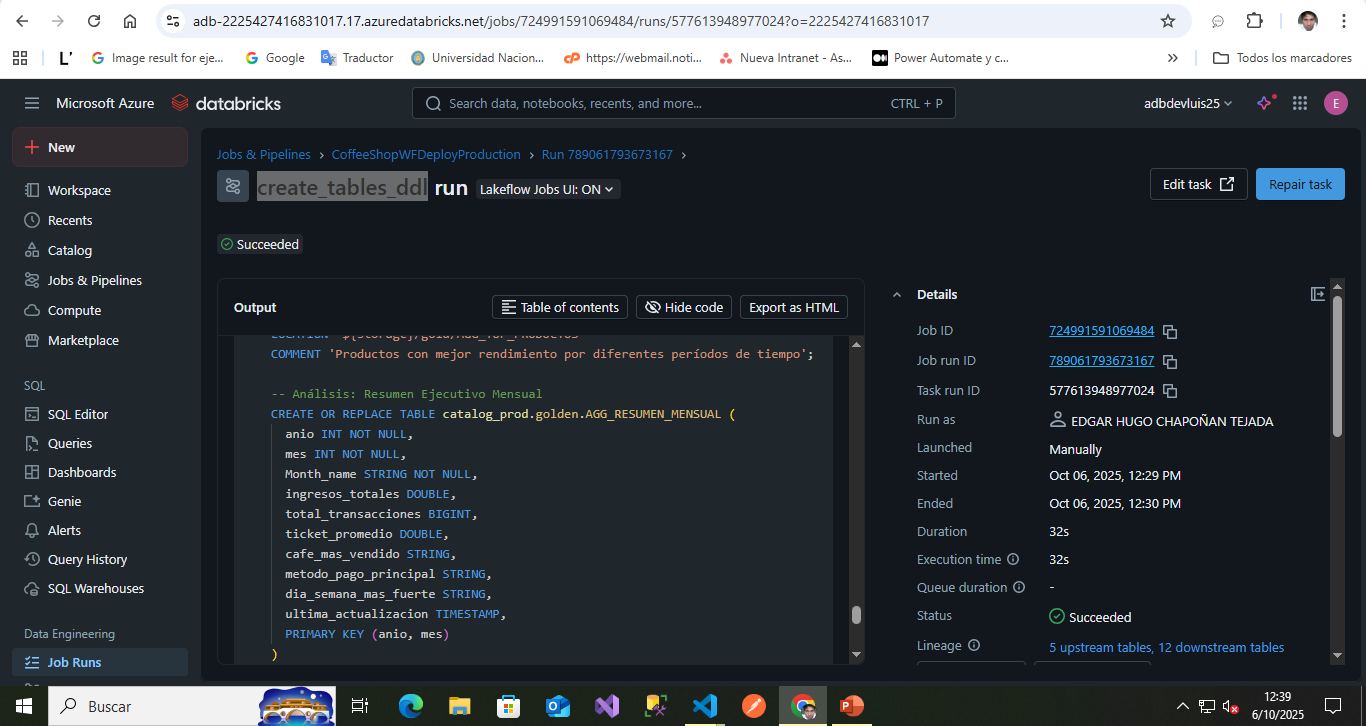 adb-2225427416831017.17.azuredatabricks.net/jobs/724991591069484/runs/577613948977024?o=2225427416831017
L'
Image result for eje...
Google
Traductor
Universidad Nacion...
cP https://webmail.noti...
Nueva Intranet - As...
Power Automate y c...
Todos los marcadores
Microsoft Azure
databricks
Search data, notebooks, recents, and more...
CTRL + P
adbdevluis25
E
New
Workspace
Recents
Catalog
Jobs & Pipelines
Compute
Marketplace
SQL
SQL Editor
Queries
Dashboards
Genie
Alerts
Query History
SQL Warehouses
Data Engineering
Job Runs
Jobs & Pipelines > CoffeeShopWFDeployProduction > Run 789061793673167 >
create_tables_ddl run
Lakeflow Jobs UI: ON
Edit task
Repair task
Succeeded
Output
Table of contents
Hide code
Export as HTML
COMMENT 'Productos con mejor rendimiento por diferentes períodos de tiempo';
-- Análisis: Resumen Ejecutivo Mensual
CREATE OR REPLACE TABLE catalog_prod.golden.AGG_RESUMEN_MENSUAL (
anio INT NOT NULL,
mes INT NOT NULL,
Month_name STRING NOT NULL,
ingresos_totales DOUBLE,
total_transacciones BIGINT,
ticket_promedio DOUBLE,
cafe_mas_vendido STRING,
metodo_pago_principal STRING,
dia_semana_mas_fuerte STRING,
ultima_actualizacion TIMESTAMP,
PRIMARY KEY (anio, mes)
)
Details
Job ID 724991591069484
Job run ID 789061793673167
Task run ID 577613948977024
Run as EDGAR HUGO CHAPOÑAN TEJADA
Launched Manually
Started Oct 06, 2025, 12:29 PM
Ended Oct 06, 2025, 12:30 PM
Duration 32s
Execution time 32s
Queue duration -
Status Succeeded
Lineage 5 upstream tables, 12 downstream tables
Buscar
12:39
6/10/2025